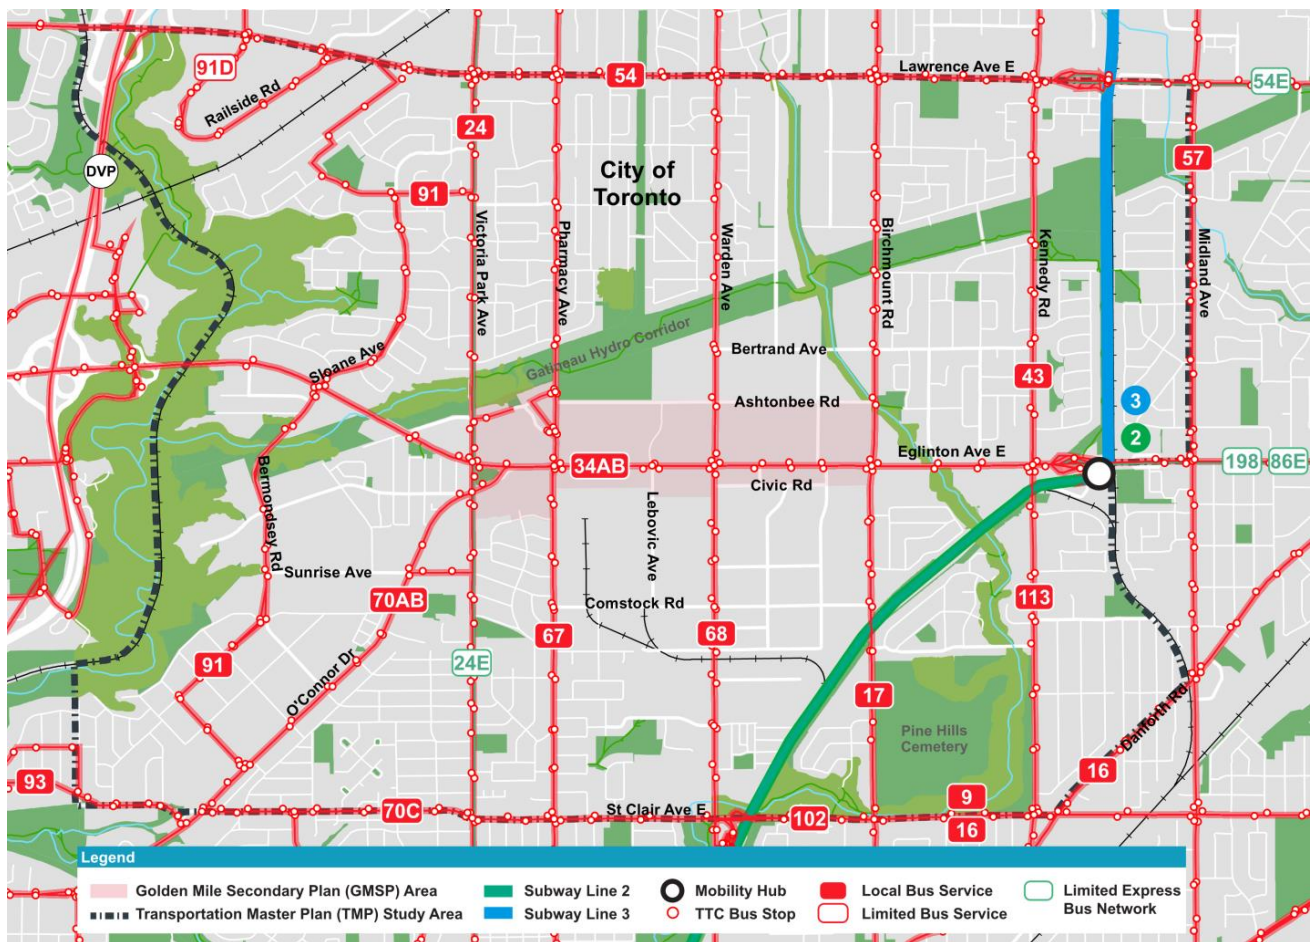 91D
Railside Rd
54
Lawrence Ave E
54E
24
57
DVP
City of
Toronto
91
Victoria Park Ave
Pharmacy Ave
Warden Ave
Birchmount Rd
Kennedy Rd
Midland Ave
Gatineau Hydro Corridor
Sloane Ave
Bertrand Ave
43
Ashtonbee Rd
3
2
34AB
Eglinton Ave E
198
86E
Bermondsey Rd
Lebovic Ave
Civic Rd
Sunrise Ave
70AB
Comstock Rd
113
67
68
24E
91
O'Connor Dr
17
Pine Hills
Cemetery
Danforth Rd
16
93
70C
St Clair Ave E
102
9
16
Legend
Golden Mile Secondary Plan (GMSP) Area
Transportation Master Plan (TMP) Study Area
Subway Line 2
Subway Line 3
Mobility Hub
TTC Bus Stop
Local Bus Service
Limited Bus Service
Limited Express
Bus Network